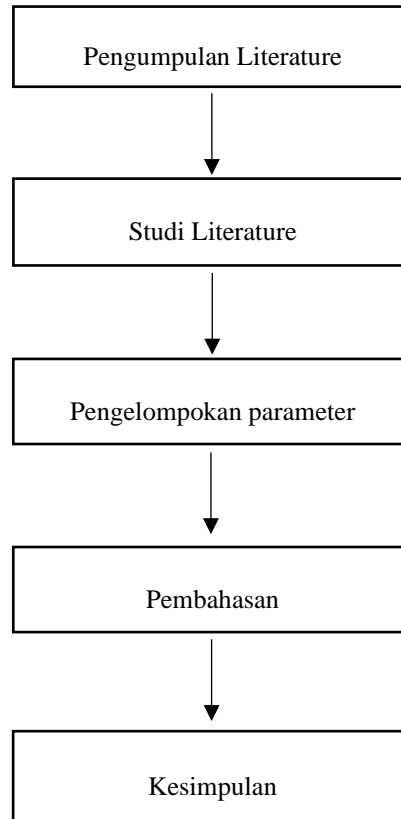 Pengumpulan Literature
Studi Literature
Pengelompokan parameter
Pembahasan
Kesimpulan